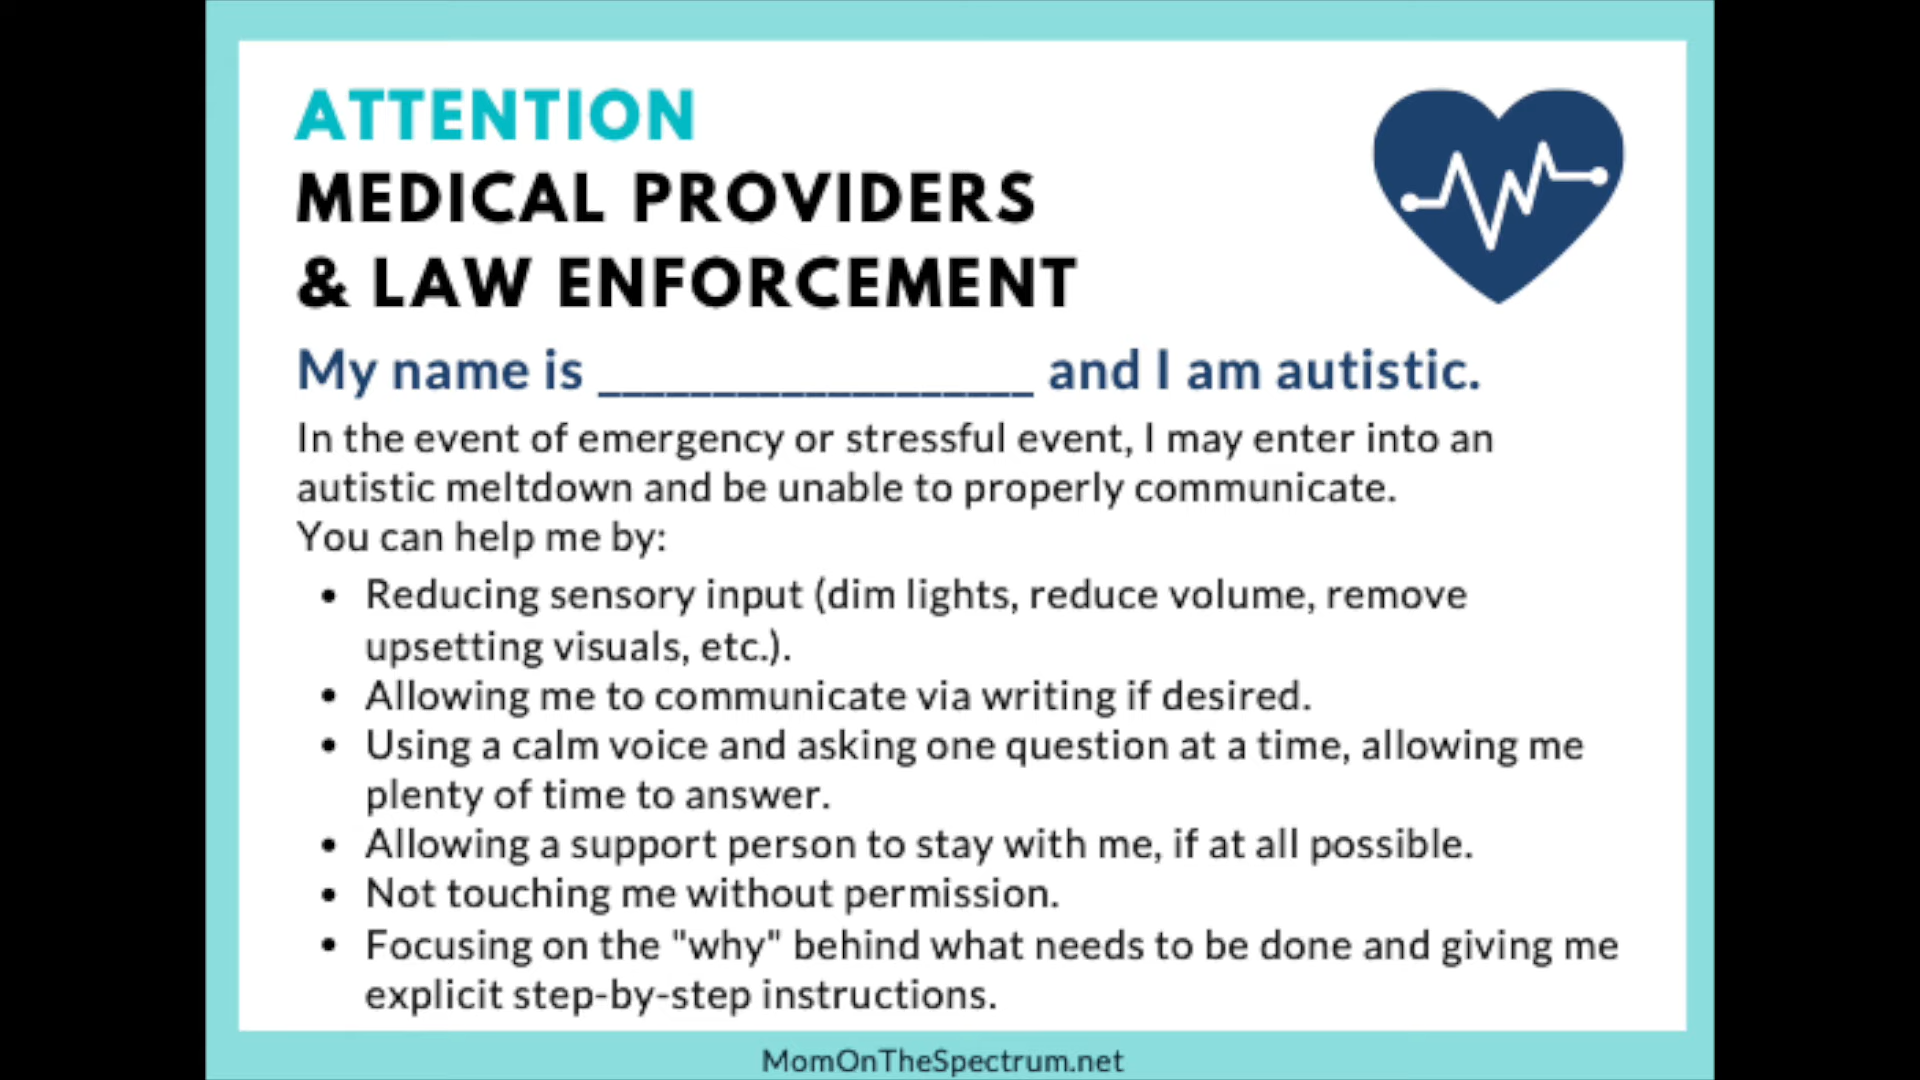 ATTENTION
MEDICAL PROVIDERS
& LAW ENFORCEMENT
My name is ___________________ and I am autistic.
In the event of emergency or stressful event, I may enter into an
autistic meltdown and be unable to properly communicate.
You can help me by:
• Reducing sensory input (dim lights, reduce volume, remove
upsetting visuals, etc.).
• Allowing me to communicate via writing if desired.
• Using a calm voice and asking one question at a time, allowing me
plenty of time to answer.
• Allowing a support person to stay with me, if at all possible.
• Not touching me without permission.
• Focusing on the "why" behind what needs to be done and giving me
explicit step-by-step instructions.
MomOnTheSpectrum.net